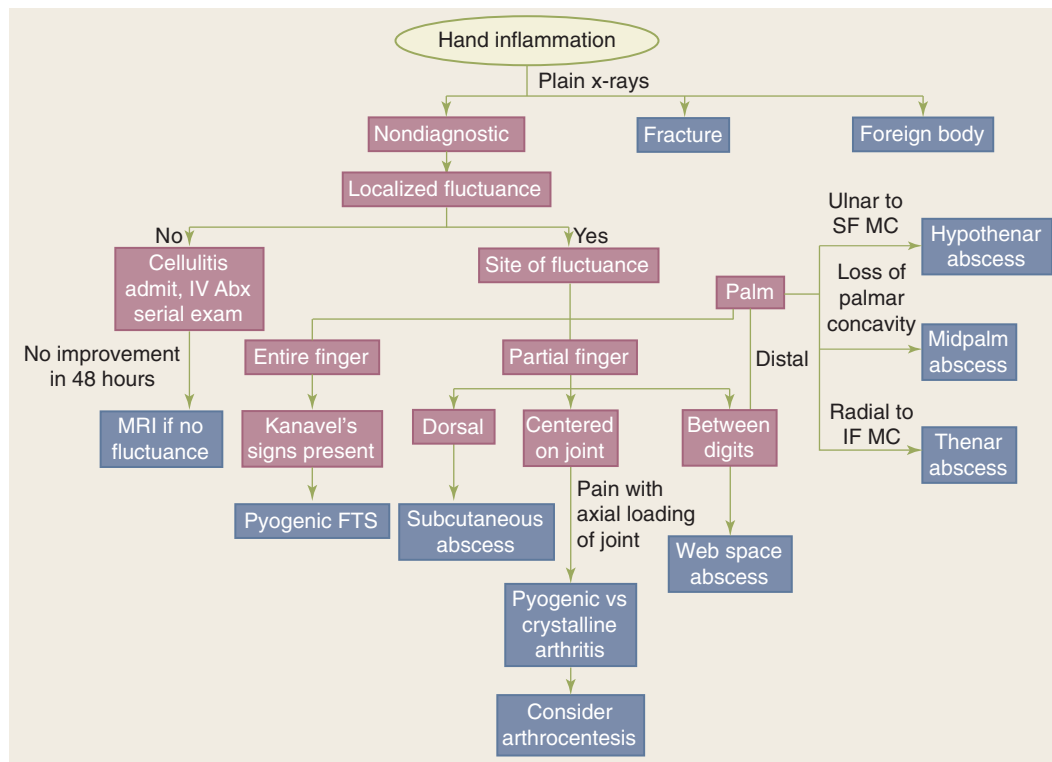 Hand inflammation
Plain x-rays
Nondiagnostic
Fracture
Foreign body
Localized fluctuance
No
Yes
Cellulitis
admit, IV Abx
serial exam
Site of fluctuance
Palm
Ulnar to
SF MC
Hypothenar
abscess
Loss of
palmar
concavity
Midpalm
abscess
Radial to
IF MC
Thenar
abscess
No improvement
in 48 hours
MRI if no
fluctuance
Entire finger
Partial finger
Distal
Kanavel's
signs present
Dorsal
Centered
on joint
Between
digits
Pyogenic FTS
Subcutaneous
abscess
Pain with
axial loading
of joint
Web space
abscess
Pyogenic vs
crystalline
arthritis
Consider
arthrocentesis